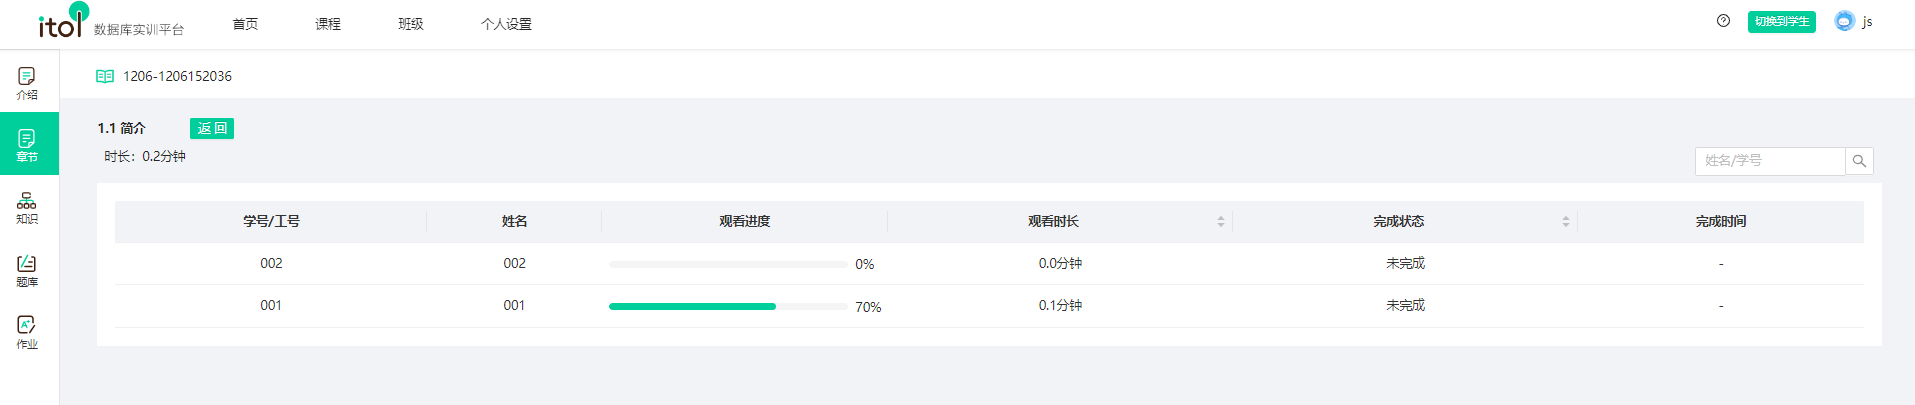 itol 数据库实训平台 首页 课程 班级 个人设置 切换到学生 js
介绍
章节
知识
题库
作业
1206-1206152036
1.1 简介 返 回
时长：0.2分钟
姓名/学号
学号/工号 姓名 观看进度 观看时长 完成状态 完成时间
002 002 0% 0.0分钟 未完成 -
001 001 70% 0.1分钟 未完成 -